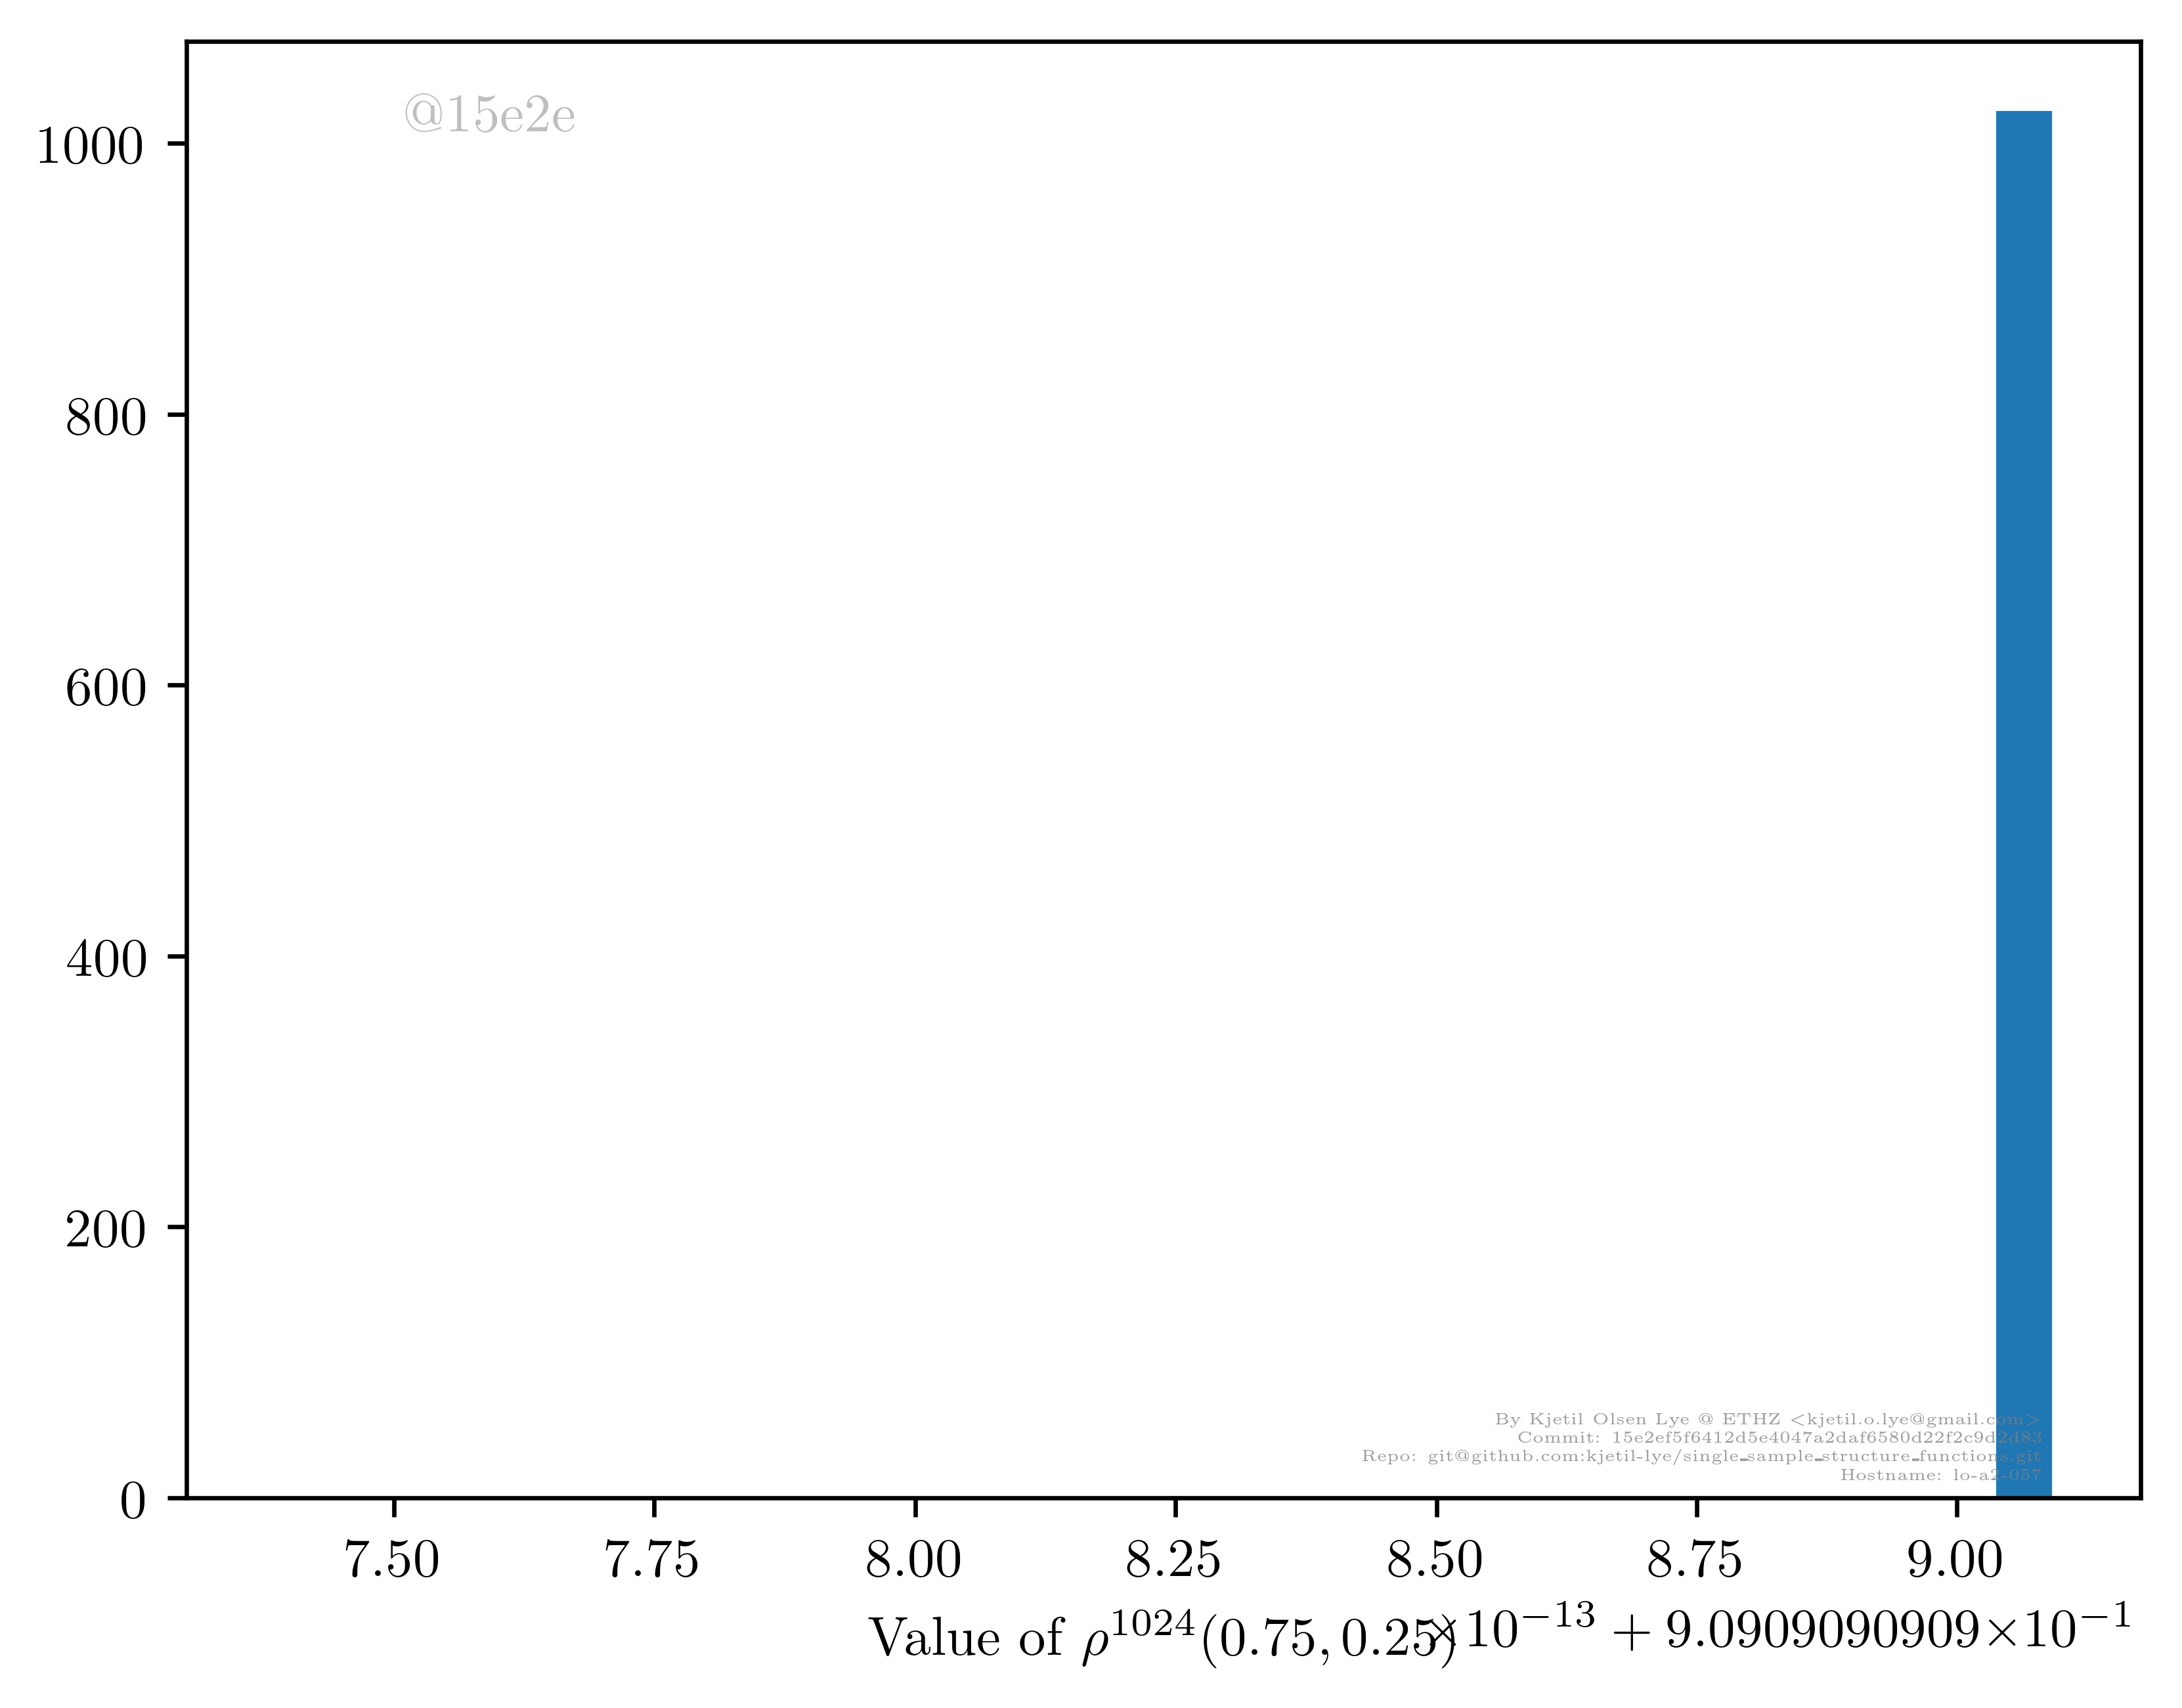 @15e2e
1000
800
600
400
200
0
By Kjetil Olsen Lye @ ETHZ <kjetil.o.lye@gmail.com>
Commit: 15e2ef5f6412d5e4047a2daf6580d22f2c9d2d83
Repo: git@github.com:kjetil-lye/single_sample_structure_functions.git
Hostname: lo-a2-057
7.50 7.75 8.00 8.25 8.50 8.75 9.00
Value of ρ¹⁰²⁴(0.75, 0.25) ×10⁻¹³ + 9.0909090909×10⁻¹